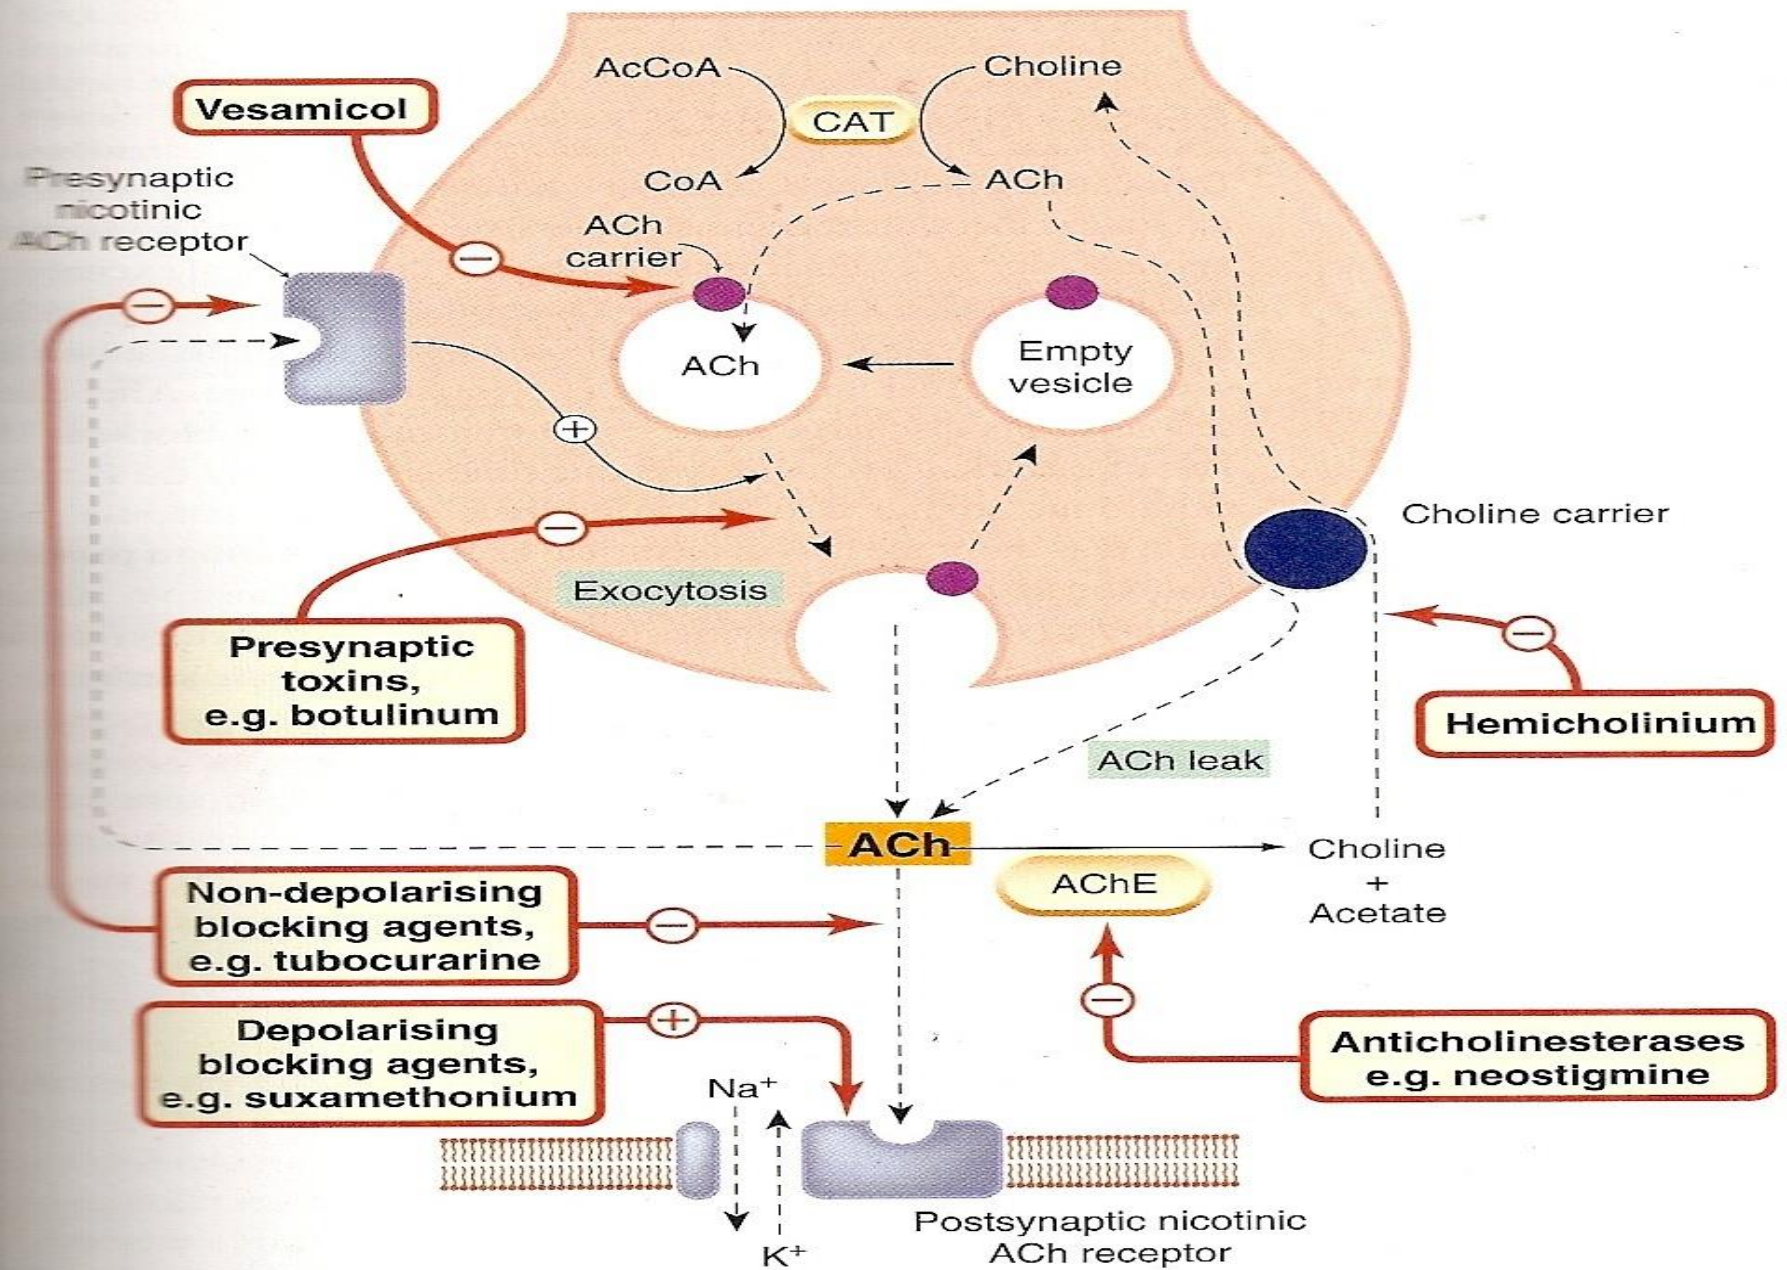 AcCoA
Choline
CAT
CoA
ACh
Vesamicol
Presynaptic
nicotinic
ACh receptor
ACh
carrier
ACh
Empty
vesicle
Choline carrier
Exocytosis
Presynaptic
toxins,
e.g. botulinum
Hemicholinium
ACh leak
ACh
AChE
Choline
+
Acetate
Non-depolarising
blocking agents,
e.g. tubocurarine
Depolarising
blocking agents,
e.g. suxamethonium
Anticholinesterases
e.g. neostigmine
Na+
K+
Postsynaptic nicotinic
ACh receptor